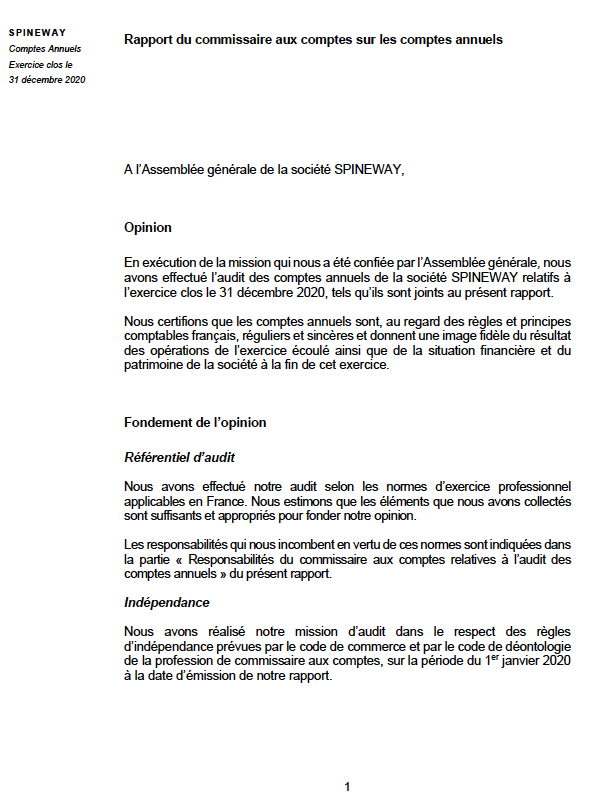 SPINEWAY
Comptes Annuels
Exercice clos le
31 décembre 2020
Rapport du commissaire aux comptes sur les comptes annuels
A l’Assemblée générale de la société SPINEWAY,
Opinion
En exécution de la mission qui nous a été confiée par l’Assemblée générale, nous
avons effectué l’audit des comptes annuels de la société SPINEWAY relatifs à
l’exercice clos le 31 décembre 2020, tels qu’ils sont joints au présent rapport.
Nous certifions que les comptes annuels sont, au regard des règles et principes
comptables français, réguliers et sincères et donnent une image fidèle du résultat
des opérations de l’exercice écoulé ainsi que de la situation financière et du
patrimoine de la société à la fin de cet exercice.
Fondement de l’opinion
Référentiel d’audit
Nous avons effectué notre audit selon les normes d’exercice professionnel
applicables en France. Nous estimons que les éléments que nous avons collectés
sont suffisants et appropriés pour fonder notre opinion.
Les responsabilités qui nous incombent en vertu de ces normes sont indiquées dans
la partie « Responsabilités du commissaire aux comptes relatives à l’audit des
comptes annuels » du présent rapport.
Indépendance
Nous avons réalisé notre mission d’audit dans le respect des règles
d’indépendance prévues par le code de commerce et par le code de déontologie
de la profession de commissaire aux comptes, sur la période du 1er janvier 2020
à la date d’émission de notre rapport.
1